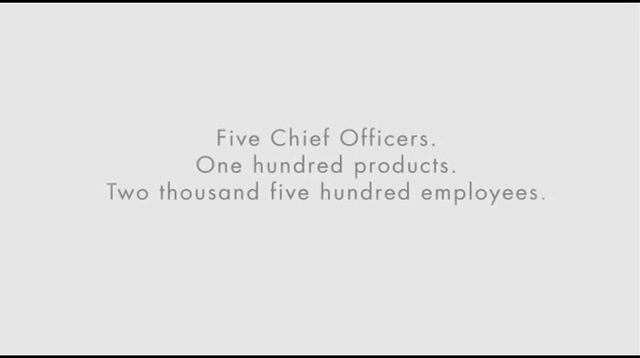 Five Chief Officers.
One hundred products.
Two thousand five hundred employees.